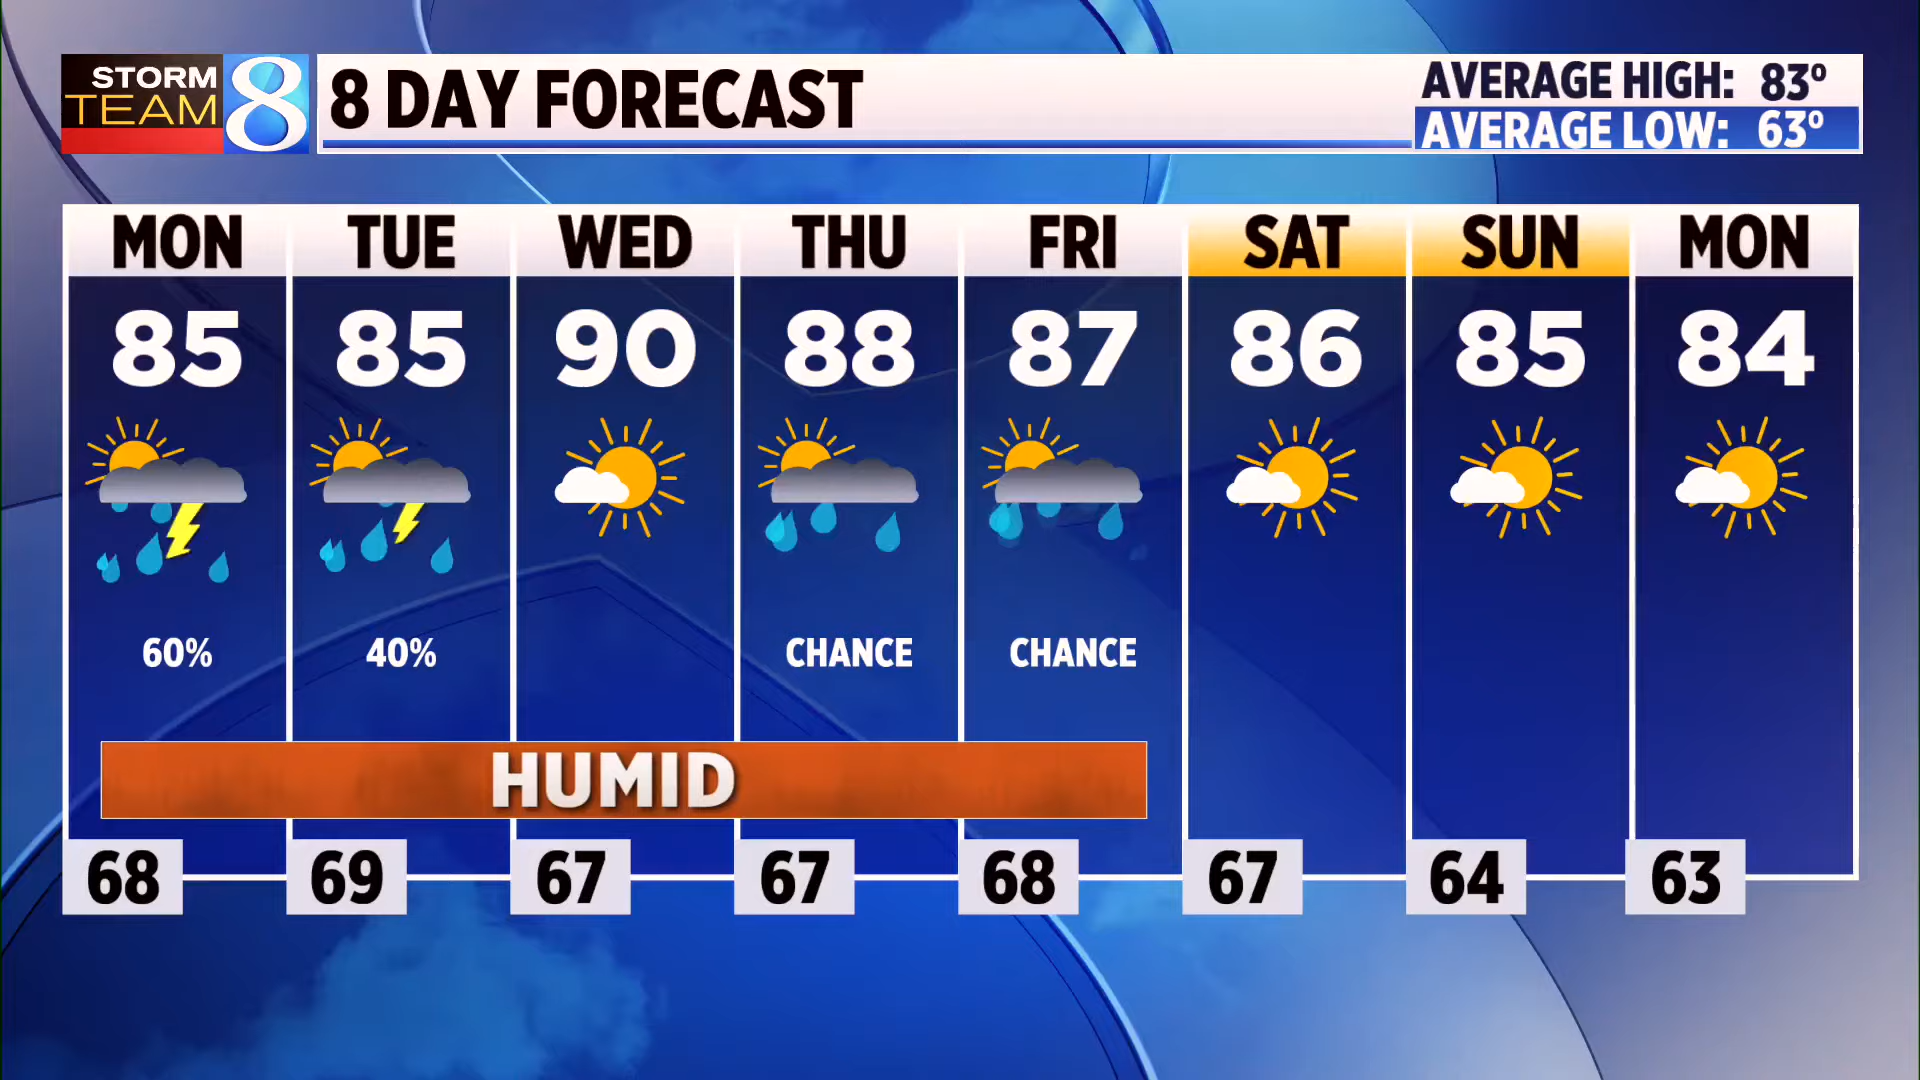 STORM
TEAM
8
8 DAY FORECAST
AVERAGE HIGH: 83°
AVERAGE LOW: 63°
MON TUE WED THU FRI SAT SUN MON
85 85 90 88 87 86 85 84
60% 40% CHANCE CHANCE
HUMID
68 69 67 67 68 67 64 63